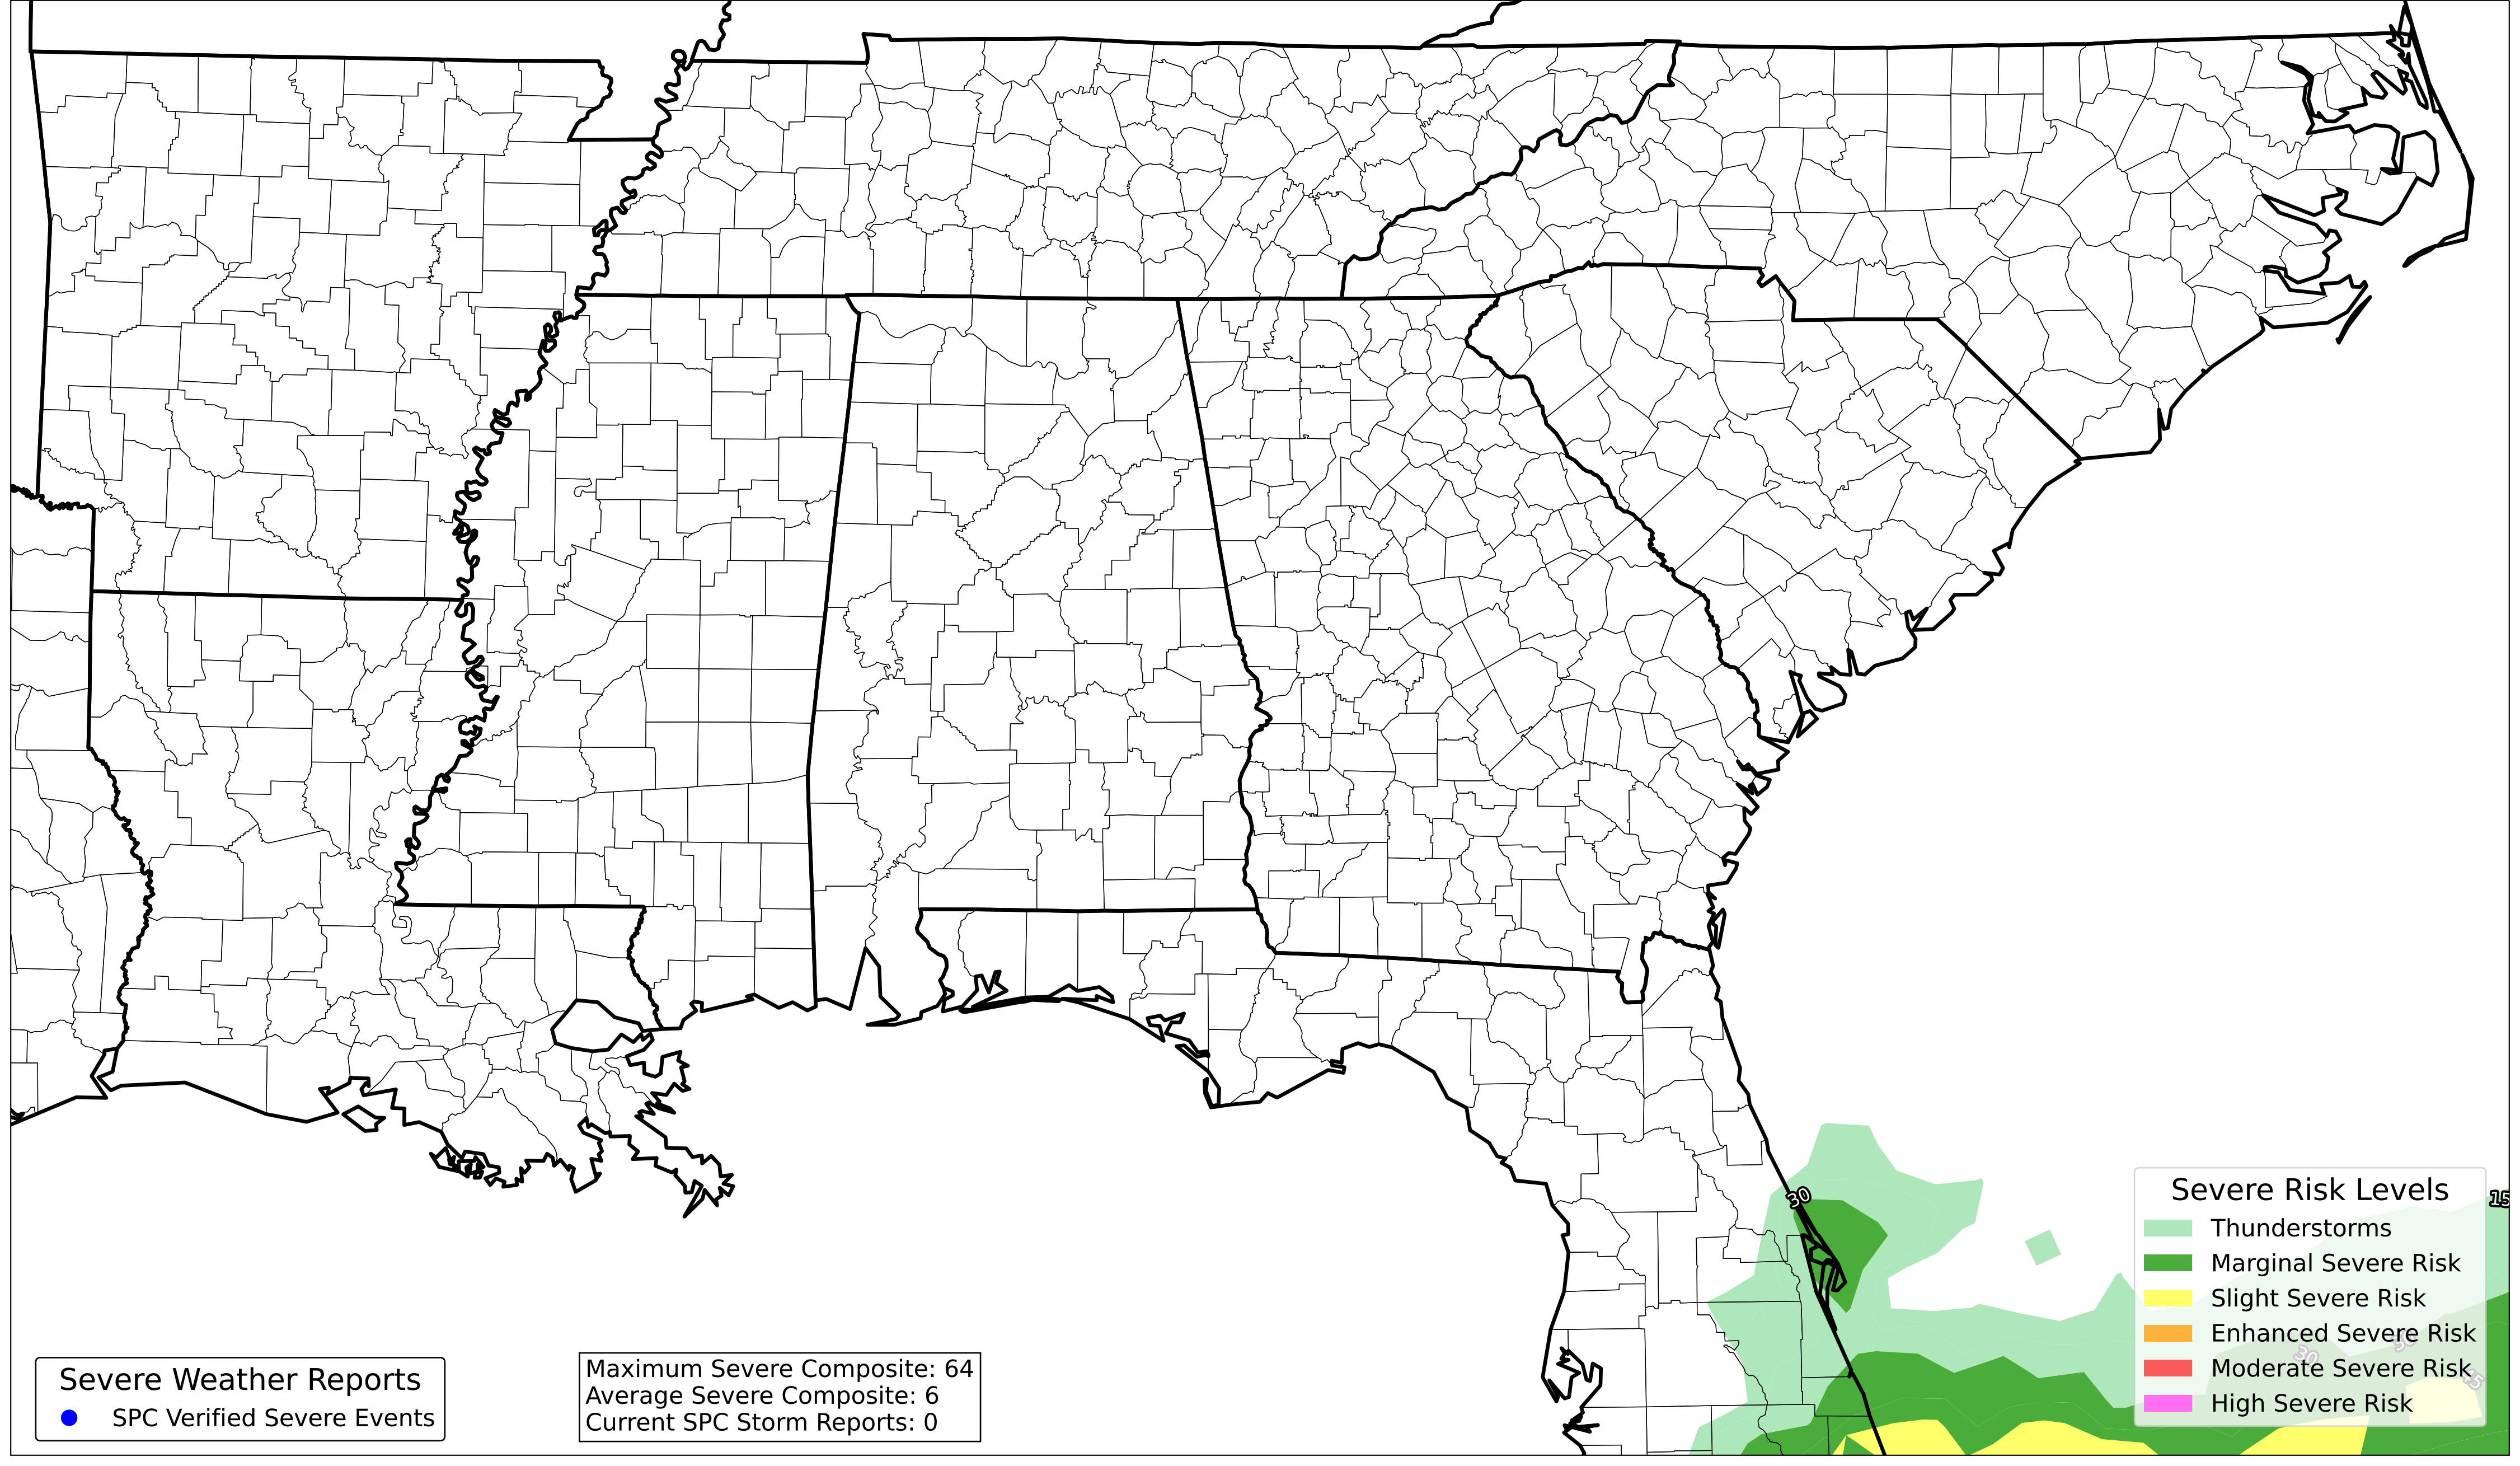 30
15
Severe Risk Levels
Thunderstorms
Marginal Severe Risk
Slight Severe Risk
Enhanced Severe Risk
30
Moderate Severe Risk
High Severe Risk
Severe Weather Reports
SPC Verified Severe Events
Maximum Severe Composite: 64
Average Severe Composite: 6
Current SPC Storm Reports: 0